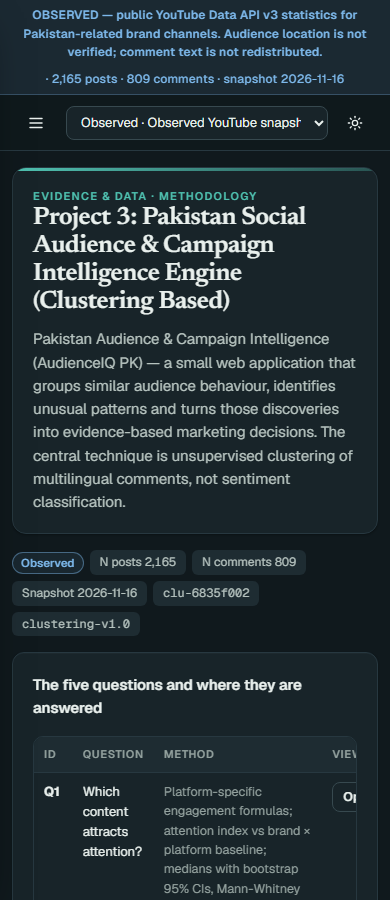 OBSERVED — public YouTube Data API v3 statistics for
Pakistan-related brand channels. Audience location is not
verified; comment text is not redistributed.
· 2,165 posts · 809 comments · snapshot 2026-11-16
Observed · Observed YouTube snapsh
EVIDENCE & DATA · METHODOLOGY
Project 3: Pakistan Social
Audience & Campaign
Intelligence Engine
(Clustering Based)
Pakistan Audience & Campaign Intelligence
(AudienceIQ PK) — a small web application that
groups similar audience behaviour, identifies
unusual patterns and turns those discoveries
into evidence-based marketing decisions. The
central technique is unsupervised clustering of
multilingual comments, not sentiment
classification.
Observed N posts 2,165 N comments 809
Snapshot 2026-11-16 clu-6835f002
clustering-v1.0
The five questions and where they are
answered
ID QUESTION METHOD VIEW
Q1 Which content attracts attention?
Platform-specific
engagement formulas;
attention index vs brand ×
platform baseline;
medians with bootstrap
95% CIs, Mann-Whitney
Op